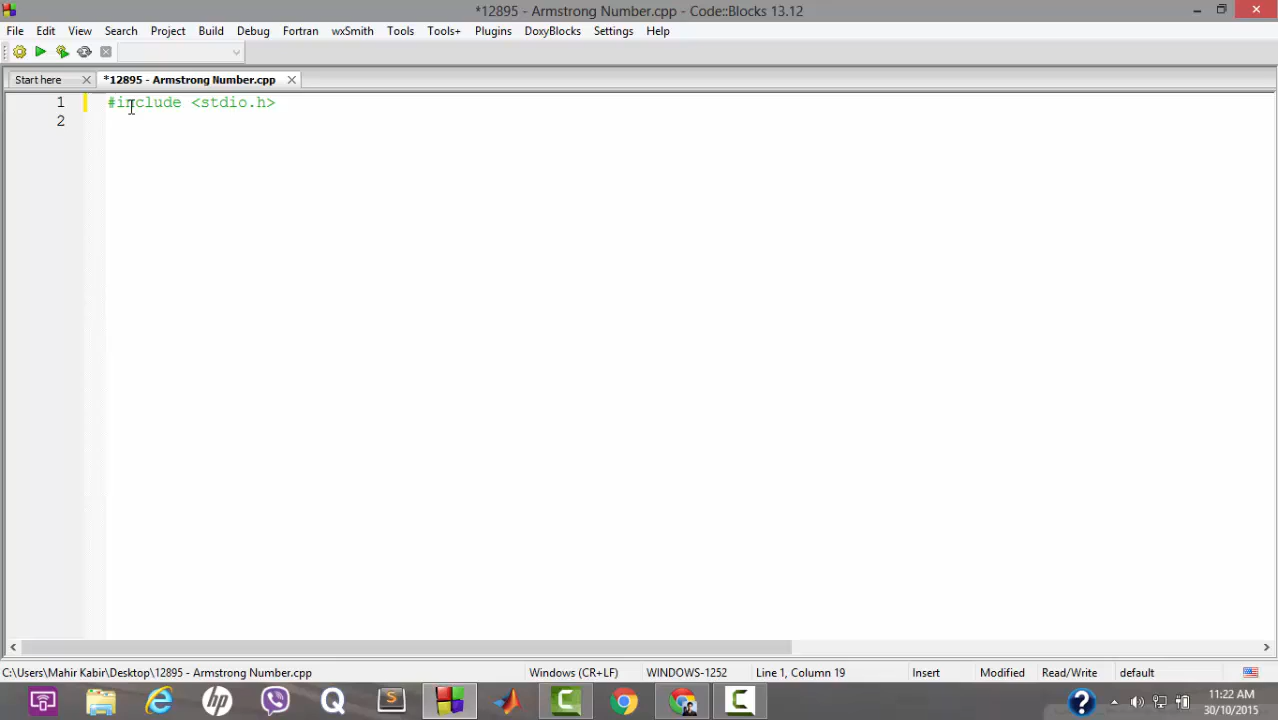 *12895 - Armstrong Number.cpp - Code::Blocks 13.12
File Edit View Search Project Build Debug Fortran wxSmith Tools Tools+ Plugins DoxyBlocks Settings Help
Start here *12895 - Armstrong Number.cpp
1 #include <stdio.h>
2
C:\Users\Mahir Kabir\Desktop\12895 - Armstrong Number.cpp Windows (CR+LF) WINDOWS-1252 Line 1, Column 19 Insert Modified Read/Write default
11:22 AM
30/10/2015